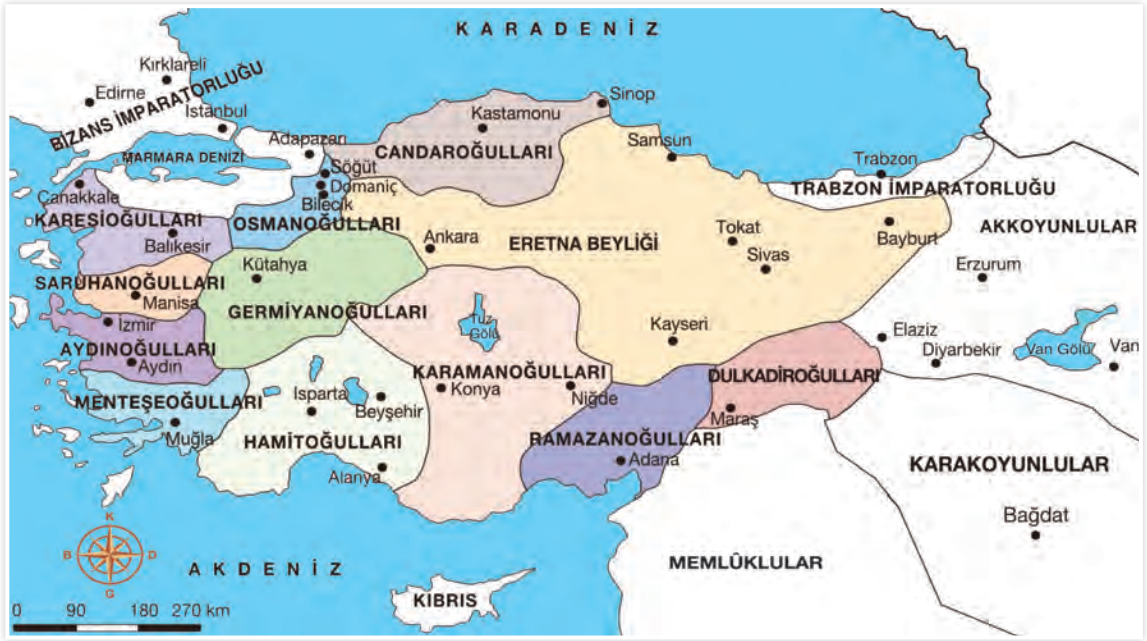 KARADENİZ
Kırklareli
Edirne
BİZANS İMPARATORLUĞU
İstanbul
MARMARA DENİZİ
Adapazarı
Söğüt
Domaniç
Bilecik
Kastamonu
Sinop
CANDAROĞULLARI
Samsun
Trabzon
TRABZON İMPARATORLUĞU
Çanakkale
KARESİOĞULLARI
Balıkesir
OSMANOĞULLARI
Ankara
ERETNA BEYLİĞİ
Tokat
Sivas
Bayburt
AKKOYUNLULAR
Erzurum
SARUHANOĞULLARI
Manisa
Kütahya
GERMİYANOĞULLARI
Tuz
Gölü
Kayseri
Elaziz
Diyarbekir
Van Gölü
Van
İzmir
AYDINOĞULLARI
Aydın
KARAMANOĞULLARI
Konya
Niğde
DULKADİROĞULLARI
Maraş
MENTEŞEOĞULLARI
Muğla
Isparta
Beyşehir
HAMİTOĞULLARI
Alanya
RAMAZANOĞULLARI
Adana
KARAKOYUNLULAR
Bağdat
MEMLÛKLULAR
AKDENİZ
KIBRIS
K
B
D
G
0 90 180 270 km